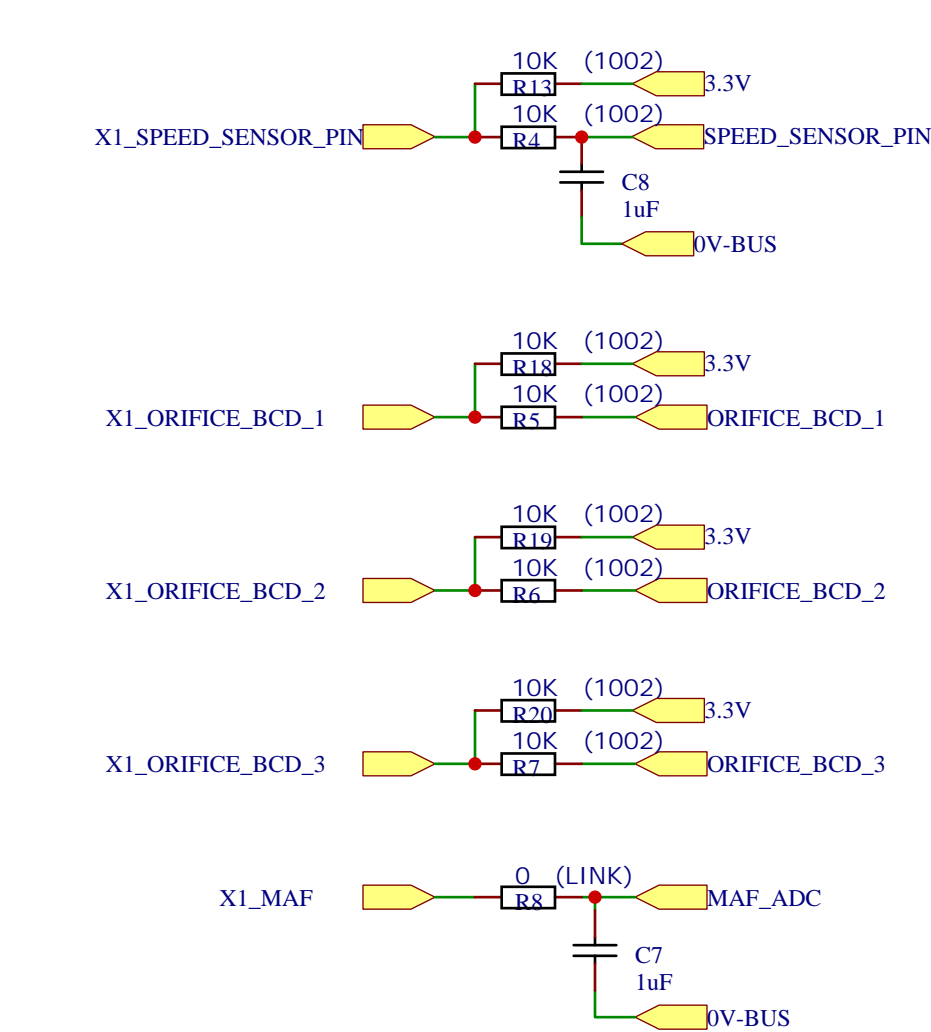 10K (1002)
R13
3.3V
10K (1002)
X1_SPEED_SENSOR_PIN
R4
SPEED_SENSOR_PIN
C8
1uF
0V-BUS
10K (1002)
R18
3.3V
10K (1002)
X1_ORIFICE_BCD_1
R5
ORIFICE_BCD_1
10K (1002)
R19
3.3V
10K (1002)
X1_ORIFICE_BCD_2
R6
ORIFICE_BCD_2
10K (1002)
R20
3.3V
10K (1002)
X1_ORIFICE_BCD_3
R7
ORIFICE_BCD_3
0 (LINK)
X1_MAF
R8
MAF_ADC
C7
1uF
0V-BUS